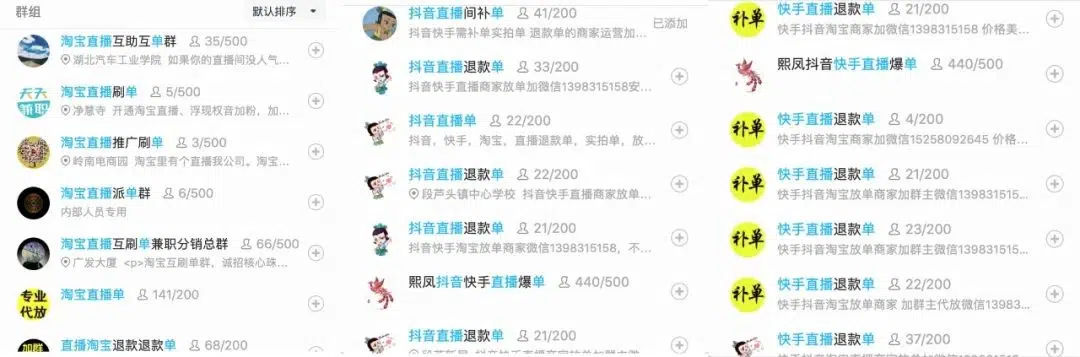 群组
默认排序
淘宝直播互助互单群 35/500
湖北汽车工业学院 如果你的直播间没人气...
淘宝直播刷单 5/500
净慧寺 开通淘宝直播、浮现权音加粉，加...
淘宝直播推广刷单 3/500
岭南电商园 淘宝里有个直播我公司。淘宝...
淘宝直播派单群 6/500
内部人员专用
淘宝直播互刷单兼职分销总群 66/500
广发大厦 <p>淘宝互刷单群，诚招核心珠...
专业代放
淘宝直播单 141/200
加群
直播淘宝退款退款单 68/200
抖音直播间补单 41/200
抖音快手需补单实拍单 退款单的商家运营加...
已添加
抖音直播退款单 33/200
抖音快手直播商家放单加微信1398315158安...
抖音直播单 22/200
抖音，快手，淘宝，直播退款单，实拍单，放...
抖音直播退款单 22/200
段芦头镇中心学校 抖音快手直播商家放单...
抖音直播退款单 21/200
抖音快手淘宝放单商家微信1398315158，不...
熙凤抖音快手直播爆单 440/500
抖音直播退款单 21/200
补单
快手直播退款单 21/200
快手抖音淘宝商家加微信1398315158 价格美...
熙凤抖音快手直播爆单 440/500
补单
快手直播退款单 4/200
快手抖音淘宝商家加微信15258092645 价格...
补单
快手直播退款单 21/200
快手抖音淘宝放单商家加群主微信139831515...
补单
快手直播退款单 23/200
快手抖音淘宝放单商家加群主微信139831515...
补单
快手直播退款单 22/200
快手抖音淘宝放单商家 加群主代放微信13983...
快手直播退款单 37/200